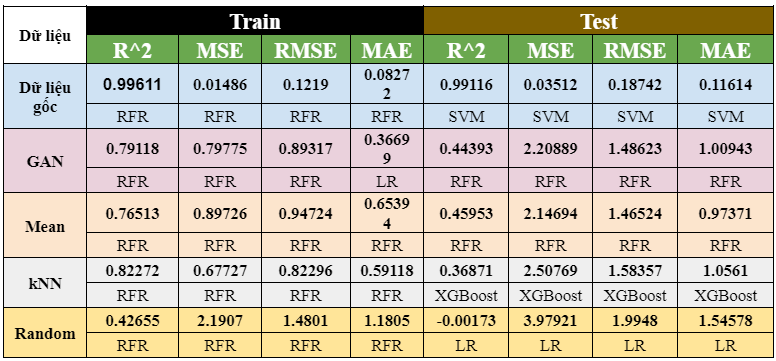 Dữ liệu Train Test
R^2 MSE RMSE MAE R^2 MSE RMSE MAE
Dữ liệu gốc 0.99611 0.01486 0.1219 0.08272 0.99116 0.03512 0.18742 0.11614
RFR RFR RFR RFR SVM SVM SVM SVM
GAN 0.79118 0.79775 0.89317 0.36699 0.44393 2.20889 1.48623 1.00943
RFR RFR RFR LR RFR RFR RFR RFR
Mean 0.76513 0.89726 0.94724 0.65394 0.45953 2.14694 1.46524 0.97371
RFR RFR RFR RFR RFR RFR RFR RFR
kNN 0.82272 0.67727 0.82296 0.59118 0.36871 2.50769 1.58357 1.0561
RFR RFR RFR RFR XGBoost XGBoost XGBoost XGBoost
Random 0.42655 2.1907 1.4801 1.1805 -0.00173 3.97921 1.9948 1.54578
RFR RFR RFR RFR LR LR LR LR